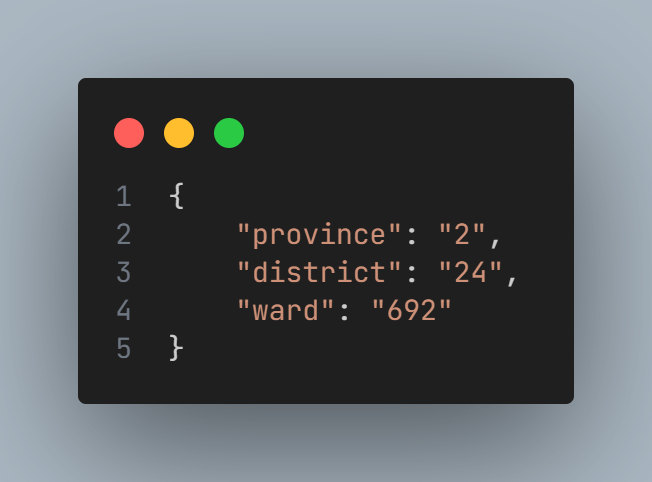 1 {
2     "province": "2",
3     "district": "24",
4     "ward": "692"
5 }